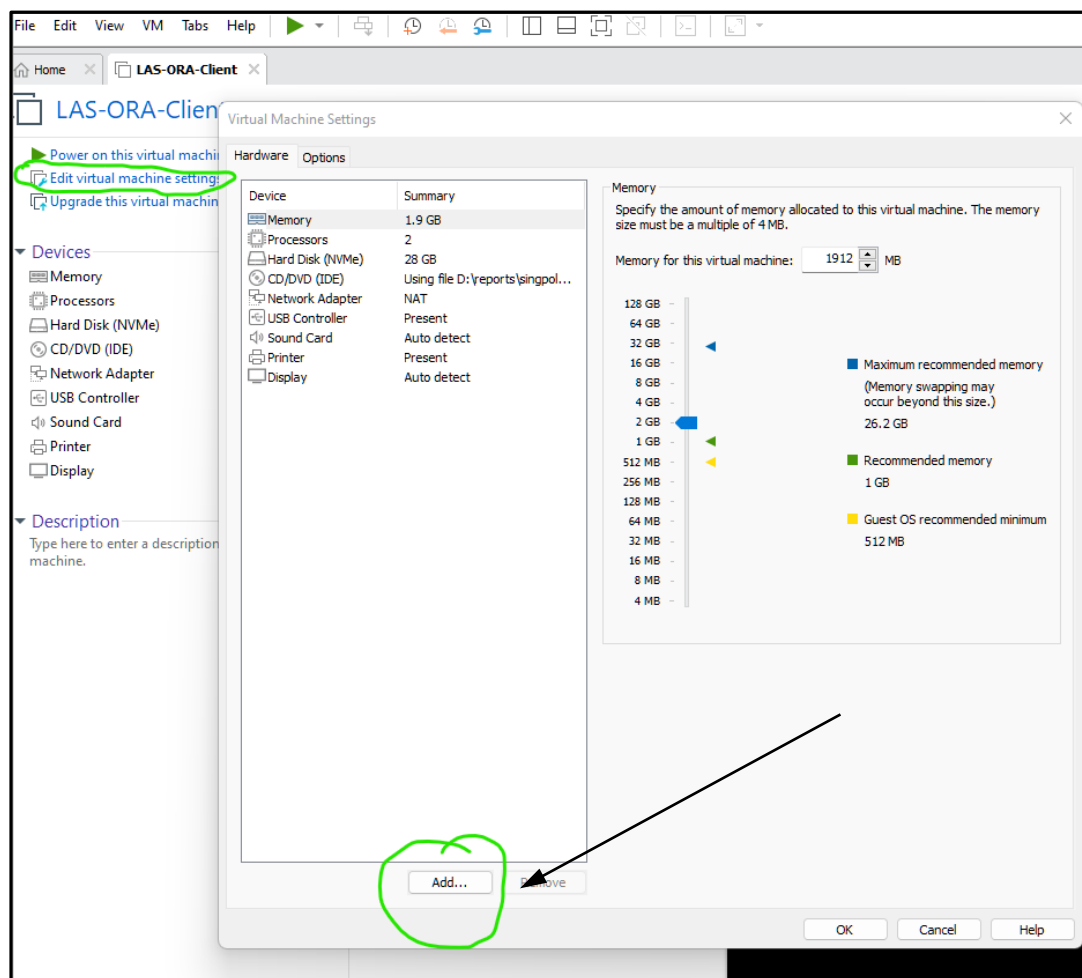 File Edit View VM Tabs Help
Home
LAS-ORA-Client
LAS-ORA-Clien
Power on this virtual machi
Edit virtual machine settings
Upgrade this virtual machin
Devices
Memory
Processors
Hard Disk (NVMe)
CD/DVD (IDE)
Network Adapter
USB Controller
Sound Card
Printer
Display
Description
Type here to enter a description
machine.
Virtual Machine Settings
Hardware Options
Device Summary
Memory 1.9 GB
Processors 2
Hard Disk (NVMe) 28 GB
CD/DVD (IDE) Using file D:\reports\singpol...
Network Adapter NAT
USB Controller Present
Sound Card Auto detect
Printer Present
Display Auto detect
Add... Remove
Memory
Specify the amount of memory allocated to this virtual machine. The memory
size must be a multiple of 4 MB.
Memory for this virtual machine: 1912 MB
128 GB
64 GB
32 GB
16 GB
8 GB
4 GB
2 GB
1 GB
512 MB
256 MB
128 MB
64 MB
32 MB
16 MB
8 MB
4 MB
Maximum recommended memory
(Memory swapping may
occur beyond this size.)
26.2 GB
Recommended memory
1 GB
Guest OS recommended minimum
512 MB
OK Cancel Help